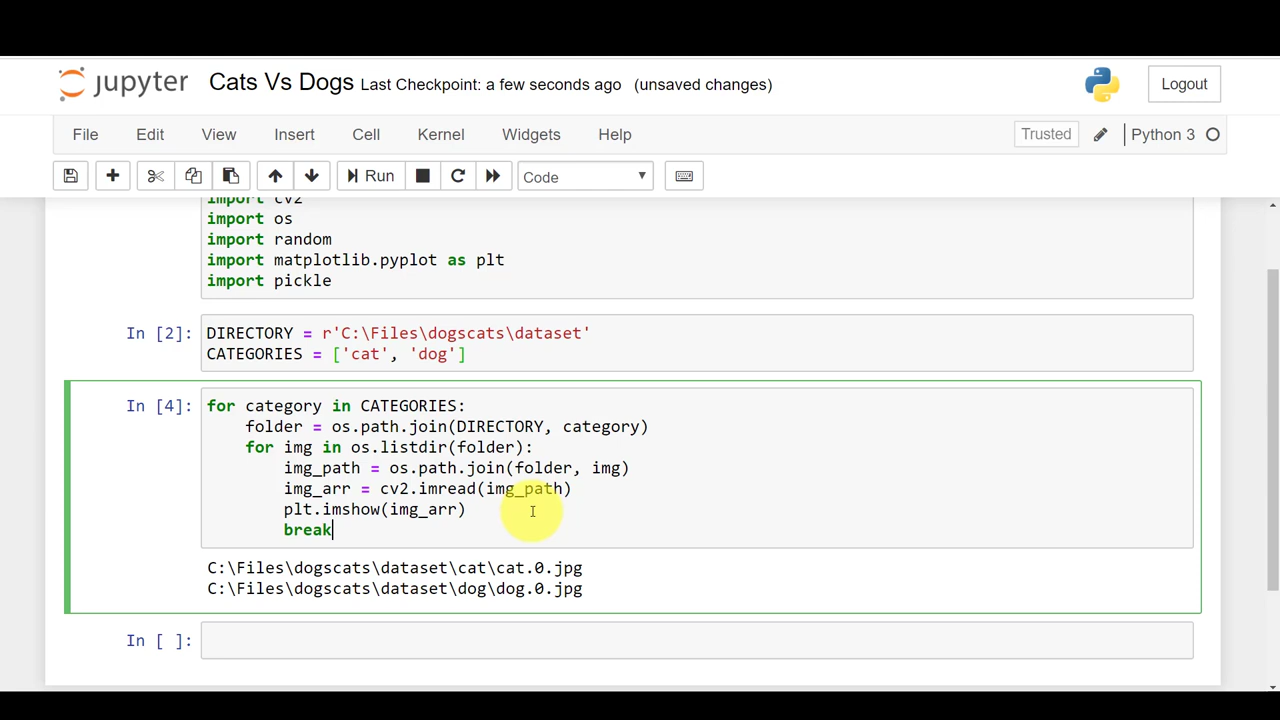 jupyter Cats Vs Dogs Last Checkpoint: a few seconds ago (unsaved changes) Logout
File Edit View Insert Cell Kernel Widgets Help Trusted Python 3
Run Code
import cv2
import os
import random
import matplotlib.pyplot as plt
import pickle
In [2]: DIRECTORY = r'C:\Files\dogscats\dataset'
CATEGORIES = ['cat', 'dog']
In [4]: for category in CATEGORIES:
folder = os.path.join(DIRECTORY, category)
for img in os.listdir(folder):
img_path = os.path.join(folder, img)
img_arr = cv2.imread(img_path)
plt.imshow(img_arr)
break
C:\Files\dogscats\dataset\cat\cat.0.jpg
C:\Files\dogscats\dataset\dog\dog.0.jpg
In [ ]: